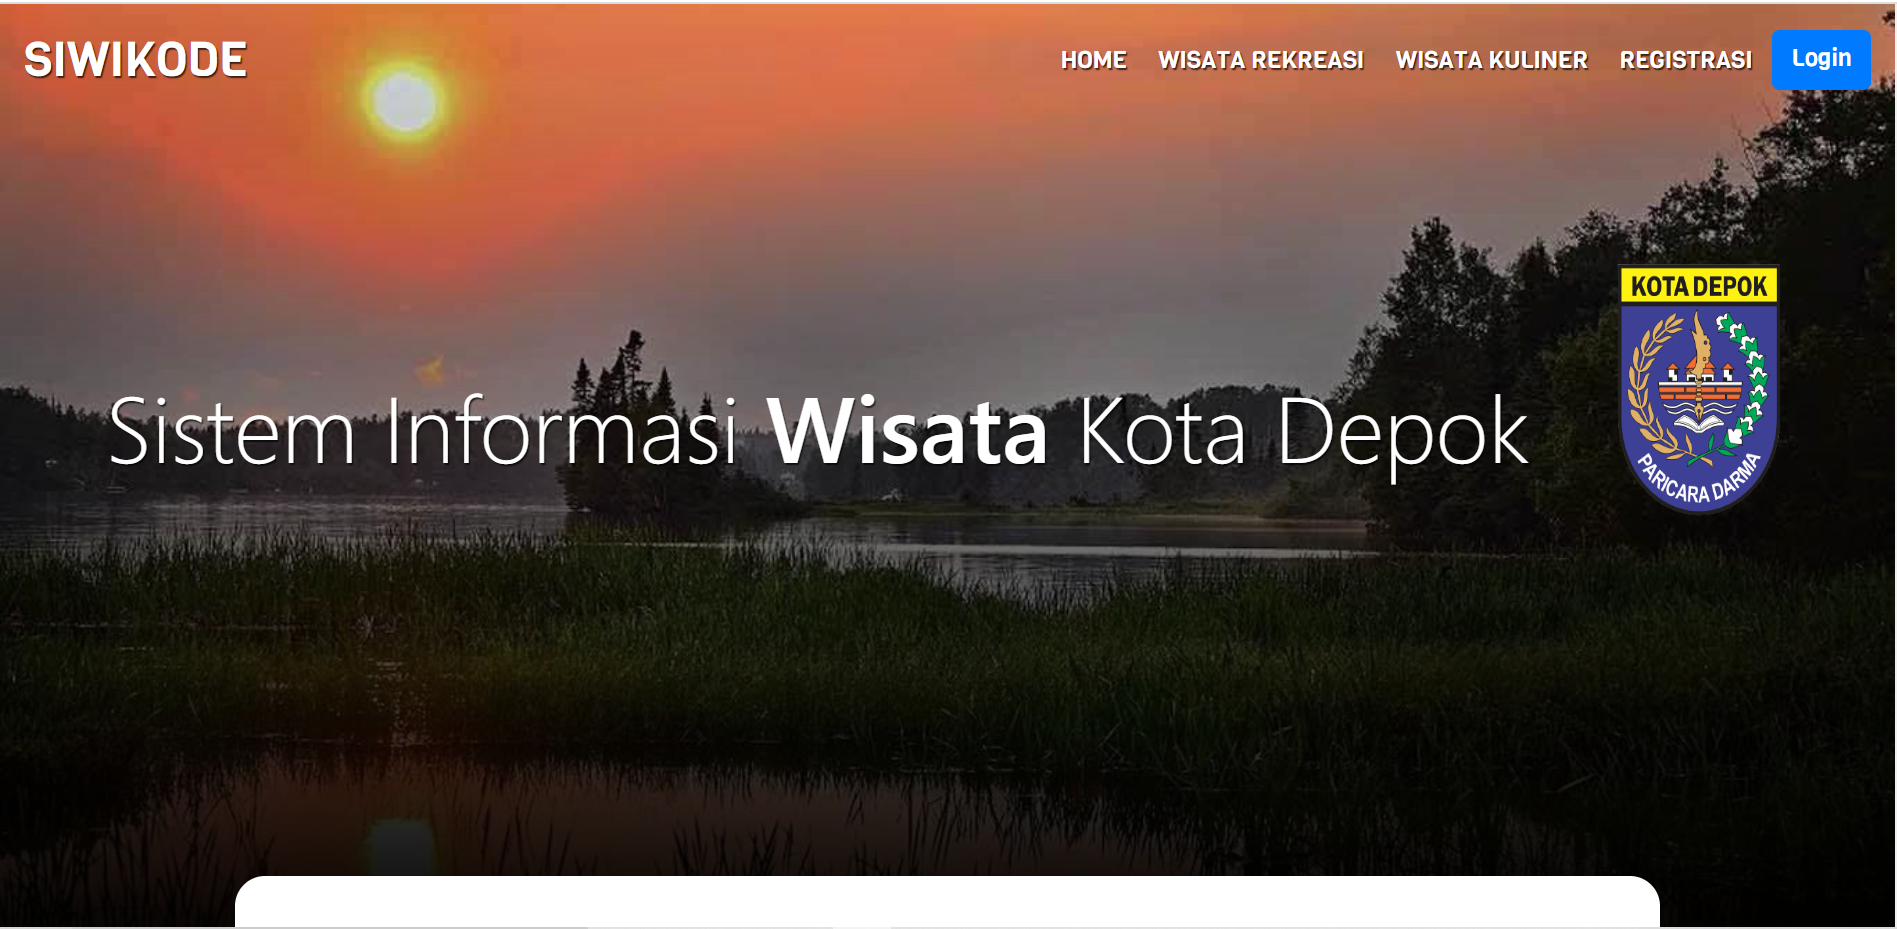 SIWIKODE
HOME WISATA REKREASI WISATA KULINER REGISTRASI Login
KOTA DEPOK
Sistem Informasi Wisata Kota Depok
PARICARA DARMA